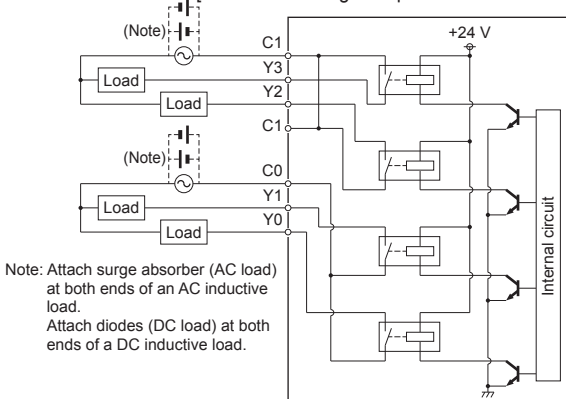 +24 V
(Note)
C1
Y3
Load
Y2
Load
C1
(Note)
C0
Y1
Load
Y0
Load
Internal circuit
Note: Attach surge absorber (AC load)
at both ends of an AC inductive
load.
Attach diodes (DC load) at both
ends of a DC inductive load.